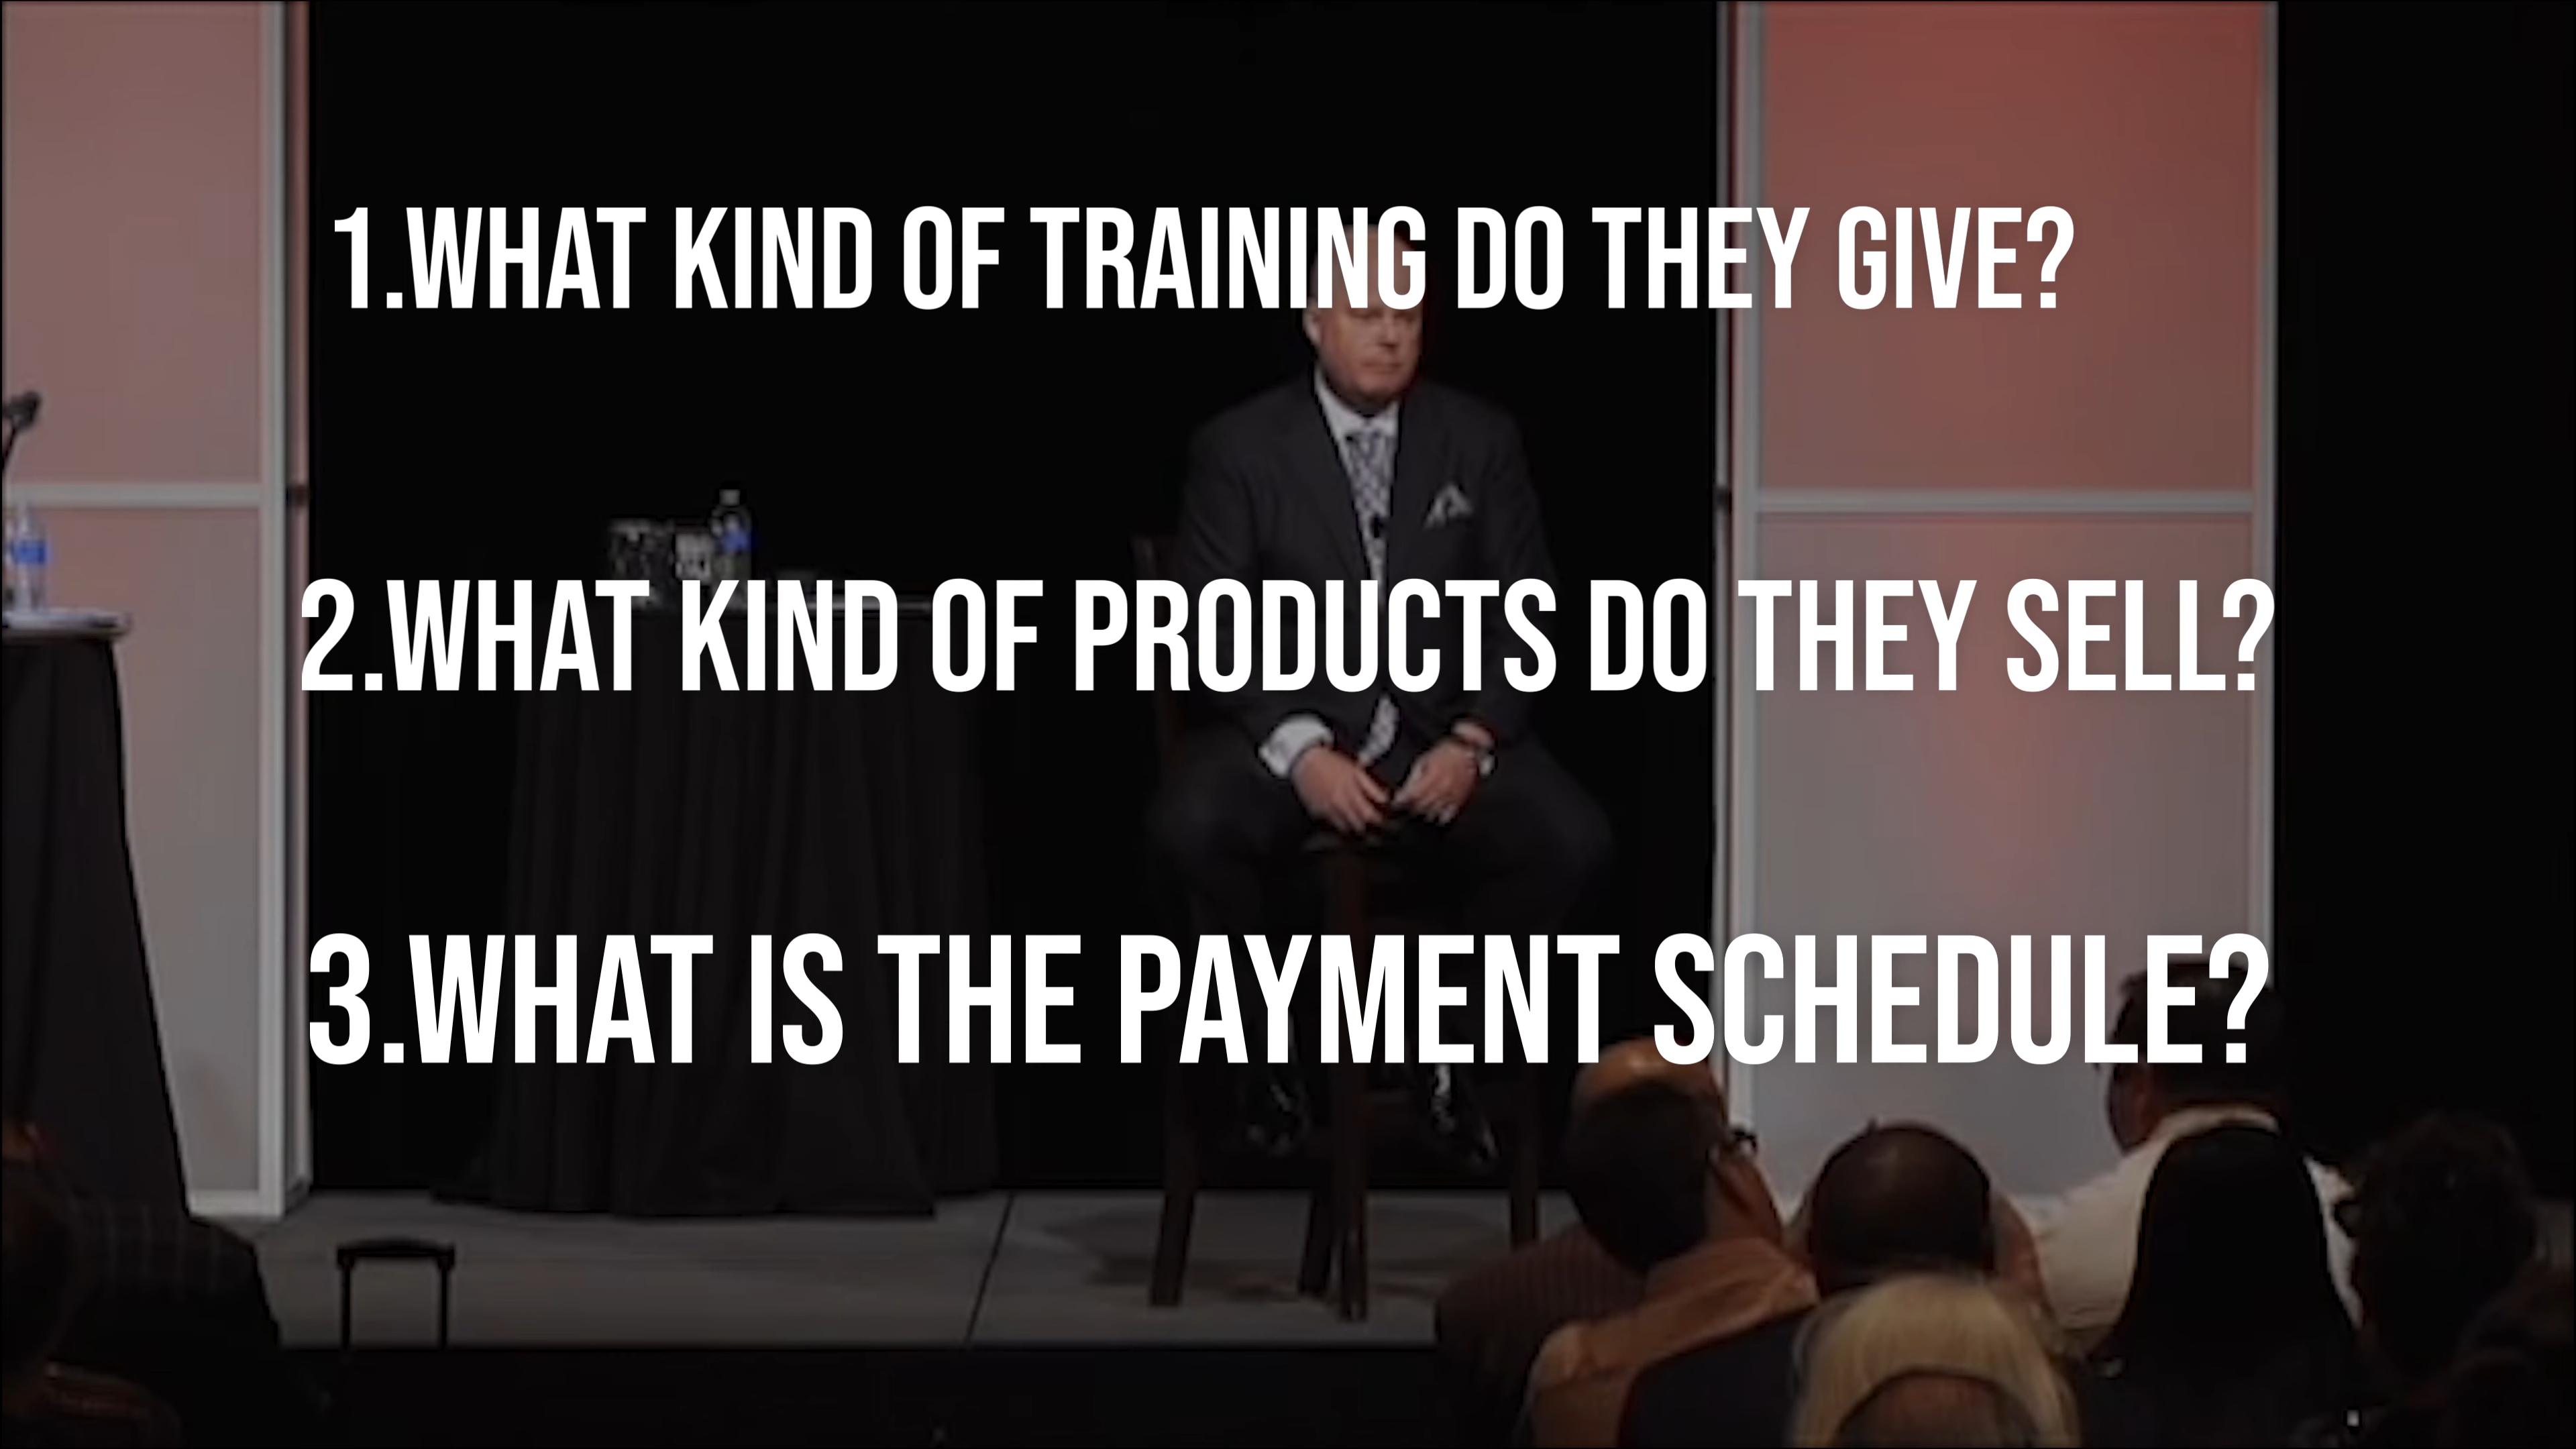 1.WHAT KIND OF TRAINING DO THEY GIVE?
2.WHAT KIND OF PRODUCTS DO THEY SELL?
3.WHAT IS THE PAYMENT SCHEDULE?